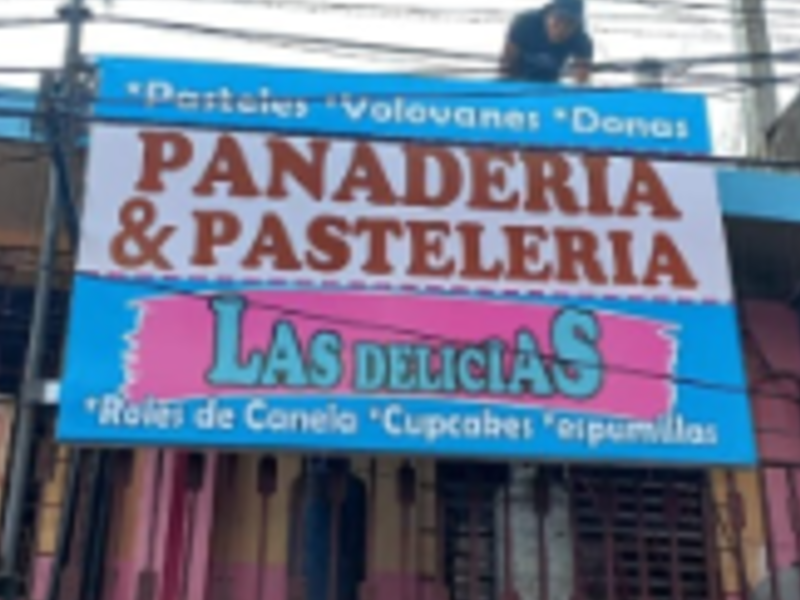 *Pasteles *Volovanes *Donas
PANADERIA
& PASTELERIA
LAS DELICIAS
*Roles de Canela *Cupcakes *espumillas